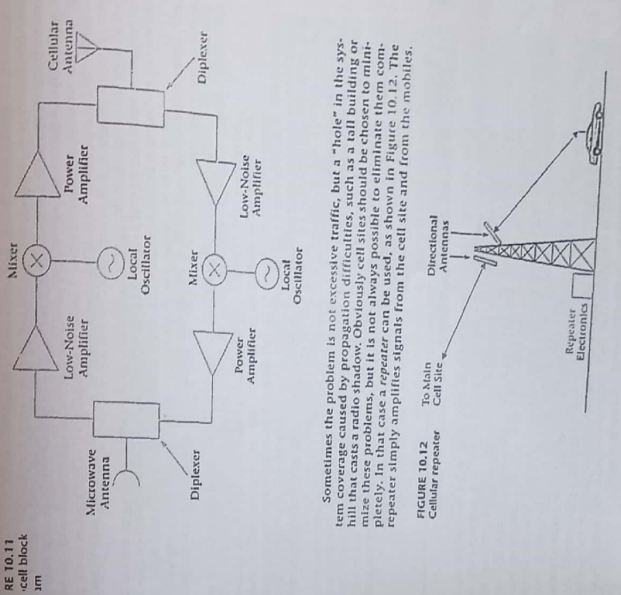 RE 10.11
cell block
Microwave
Antenna
Diplexer
Low-Noise
Amplifier
Mixer
Local
Oscillator
Power
Amplifier
Cellular
Antenna
Diplexer
Power
Amplifier
Mixer
Local
Oscillator
Low-Noise
Amplifier
Sometimes the problem is not excessive traffic, but a "hole" in the sys-
tem coverage caused by propagation difficulties, such as a tall building or
hill that casts a radio shadow. Obviously cell sites should be chosen to mini-
mize these problems, but it is not always possible to eliminate them com-
pletely. In that case a repeater can be used, as shown in Figure 10.12. The
repeater simply amplifies signals from the cell site and from the mobiles.
FIGURE 10.12
Cellular repeater
To Main
Cell Site
Directional
Antennas
Repeater
Electronics